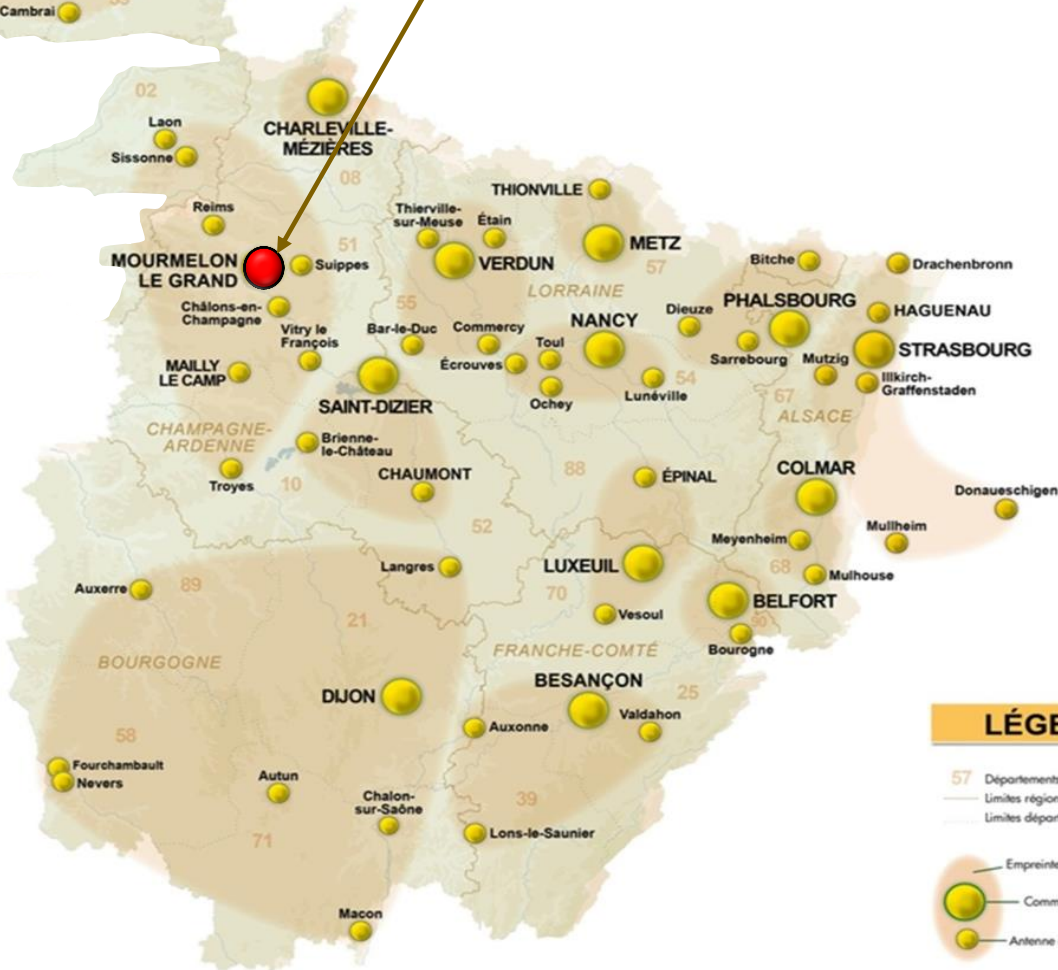 Cambrai
02
Laon
Sissonne
CHARLEVILLE-
MÉZIÈRES
08
Reims
MOURMELON
LE GRAND
51
Suippes
Châlons-en-
Champagne
Vitry le
François
MAILLY
LE CAMP
THIONVILLE
Thierville-
sur-Meuse
Étain
VERDUN
METZ
57
LORRAINE
55
Bar-le-Duc
Commercy
Écrouves
Toul
Ochey
NANCY
Lunéville
54
Dieuze
Bitche
Drachenbronn
PHALSBOURG
HAGUENAU
Sarrebourg
Mutzig
STRASBOURG
Illkirch-
Graffenstaden
67
ALSACE
SAINT-DIZIER
CHAMPAGNE-
ARDENNE
Brienne-
le-Château
Troyes
10
CHAUMONT
52
88
ÉPINAL
COLMAR
Donaueschigen
Meyenheim
Mullheim
68
Mulhouse
Langres
LUXEUIL
70
Vesoul
BELFORT
90
Bourogne
Auxerre
89
21
BOURGOGNE
FRANCHE-COMTÉ
DIJON
BESANÇON
25
Valdahon
Auxonne
58
Fourchambault
Nevers
Autun
Chalon-
sur-Saône
39
Lons-le-Saunier
71
Macon
LÉGE
57
Départements
Limites région
Limites dépar
Empreinte
Comm
Antenne